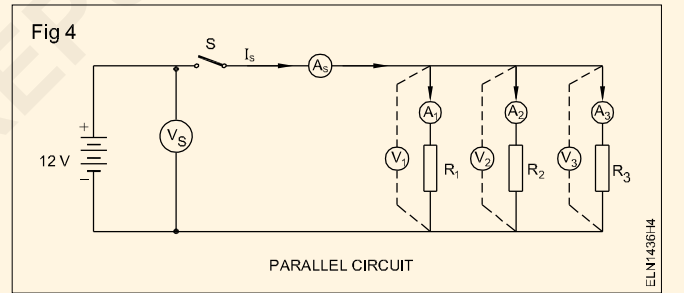 Fig 4
S
Is
As
+
12 V
-
VS
A1
A2
A3
V1
R1
V2
R2
V3
R3
PARALLEL CIRCUIT
ELN1436H4